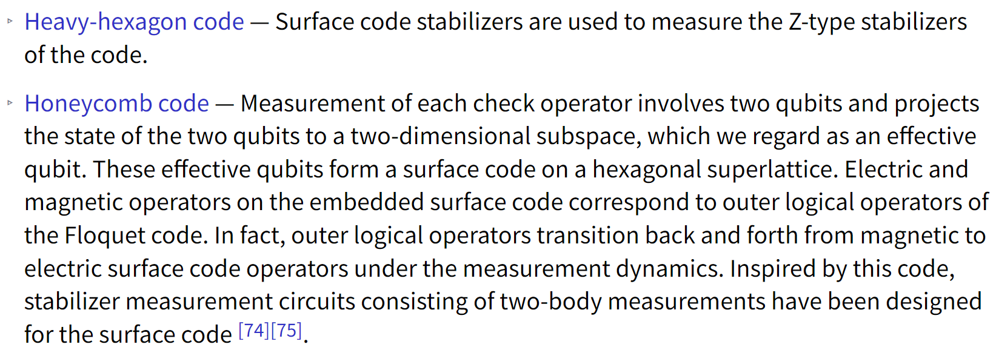 ▹ Heavy-hexagon code — Surface code stabilizers are used to measure the Z-type stabilizers
of the code.
▹ Honeycomb code — Measurement of each check operator involves two qubits and projects
the state of the two qubits to a two-dimensional subspace, which we regard as an effective
qubit. These effective qubits form a surface code on a hexagonal superlattice. Electric and
magnetic operators on the embedded surface code correspond to outer logical operators of
the Floquet code. In fact, outer logical operators transition back and forth from magnetic to
electric surface code operators under the measurement dynamics. Inspired by this code,
stabilizer measurement circuits consisting of two-body measurements have been designed
for the surface code [74][75].